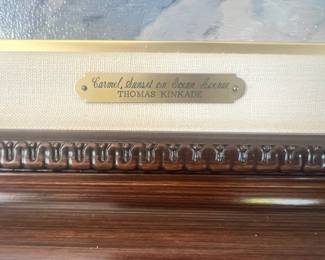 Carmel, Sunset on Ocean Avenue
THOMAS KINKADE